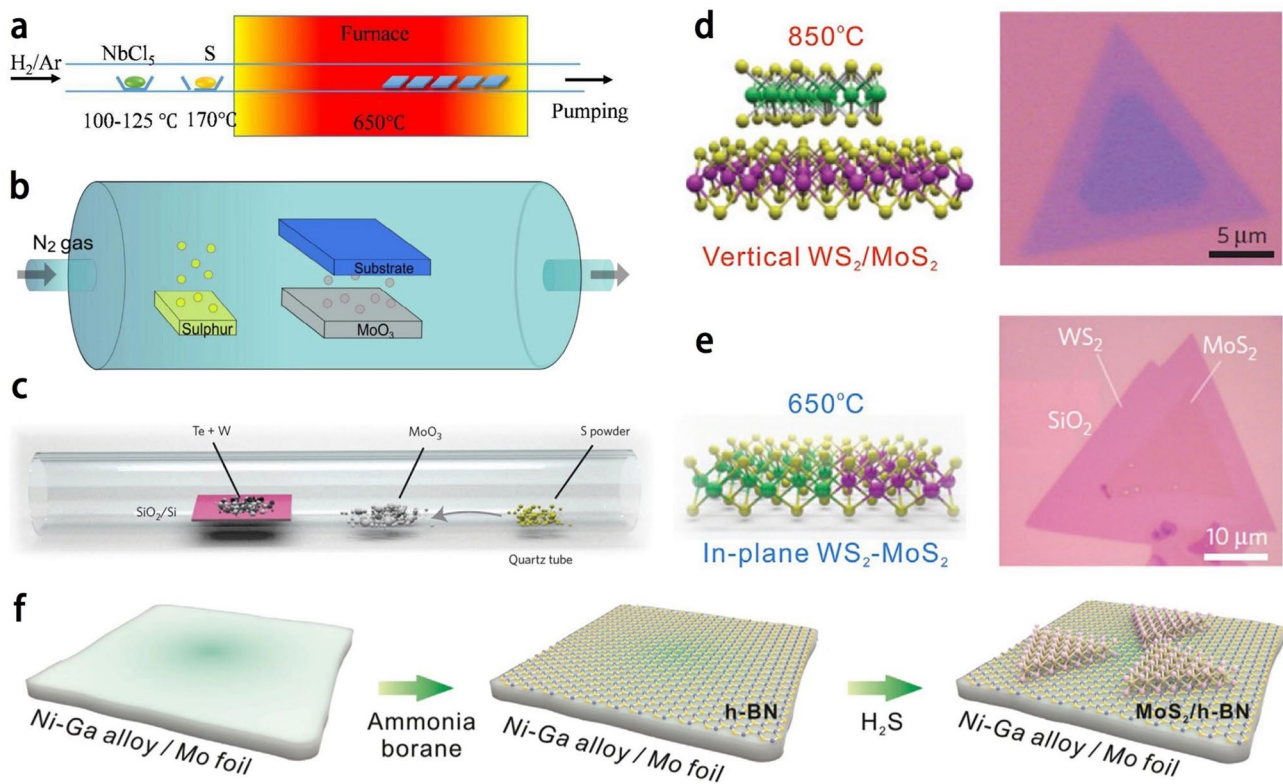 a
Furnace
NbCl₅
S
H₂/Ar
100-125 °C
170°C
650°C
Pumping
b
N2 gas
Substrate
Sulphur
MoO₃
c
Te + W
MoO₃
S powder
SiO₂/Si
Quartz tube
d
850°C
Vertical WS₂/MoS₂
5 μm
e
650°C
In-plane WS₂-MoS₂
WS₂
MoS₂
SiO₂
10 μm
f
Ni-Ga alloy / Mo foil
Ammonia
borane
h-BN
Ni-Ga alloy / Mo foil
H₂S
MoS₂/h-BN
Ni-Ga alloy / Mo foil